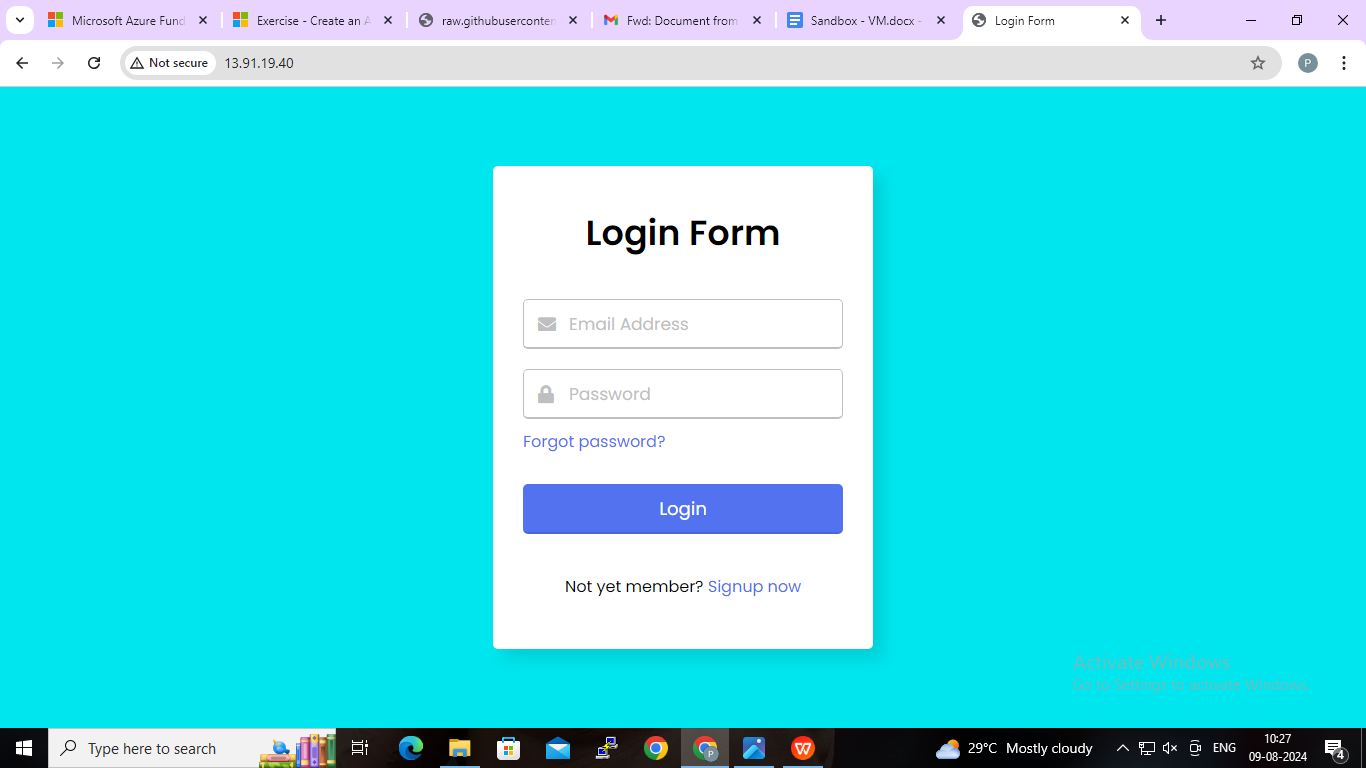 Microsoft Azure Fund
Exercise - Create an A
raw.githubuserconten
Fwd: Document from
Sandbox - VM.docx -
Login Form
Not secure
13.91.19.40
P
Login Form
Email Address
Password
Forgot password?
Login
Not yet member? Signup now
Activate Windows
Go to Settings to activate Windows.
Type here to search
P
W
29°C Mostly cloudy
ENG
10:27
09-08-2024
4